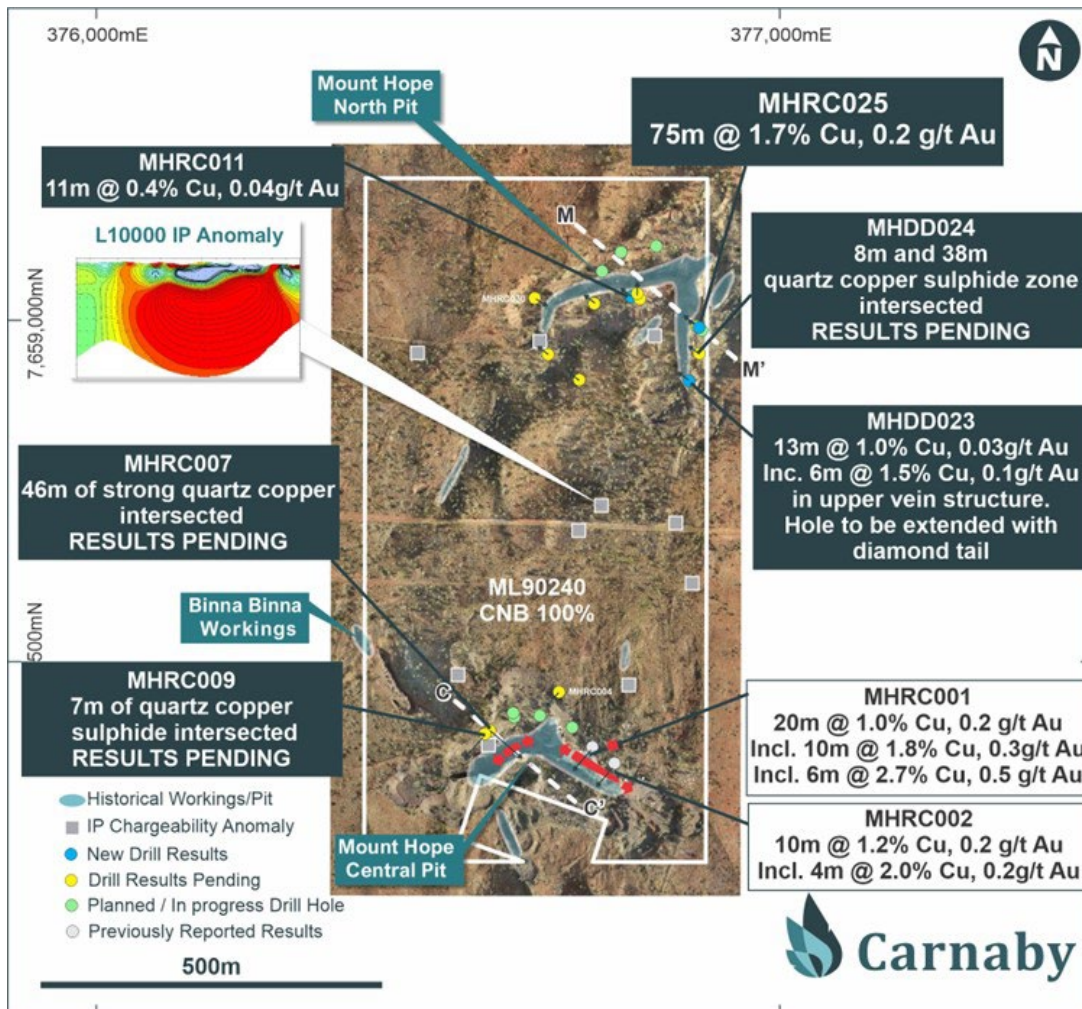 376,000mE
377,000mE
N
Mount Hope
North Pit
MHRC025
75m @ 1.7% Cu, 0.2 g/t Au
MHRC011
11m @ 0.4% Cu, 0.04g/t Au
L10000 IP Anomaly
M
MHDD024
8m and 38m
quartz copper sulphide zone
intersected
RESULTS PENDING
MHRC020
7,659,000mN
M'
MHDD023
13m @ 1.0% Cu, 0.03g/t Au
Inc. 6m @ 1.5% Cu, 0.1g/t Au
in upper vein structure.
Hole to be extended with
diamond tail
MHRC007
46m of strong quartz copper
intersected
RESULTS PENDING
ML90240
CNB 100%
Binna Binna
Workings
500mN
MHRC009
7m of quartz copper
sulphide intersected
RESULTS PENDING
C
MHRC004
MHRC001
20m @ 1.0% Cu, 0.2 g/t Au
Incl. 10m @ 1.8% Cu, 0.3g/t Au
Incl. 6m @ 2.7% Cu, 0.5 g/t Au
C'
MHRC002
10m @ 1.2% Cu, 0.2 g/t Au
Incl. 4m @ 2.0% Cu, 0.2g/t Au
Mount Hope
Central Pit
Historical Workings/Pit
IP Chargeability Anomaly
New Drill Results
Drill Results Pending
Planned / In progress Drill Hole
Previously Reported Results
500m
Carnaby